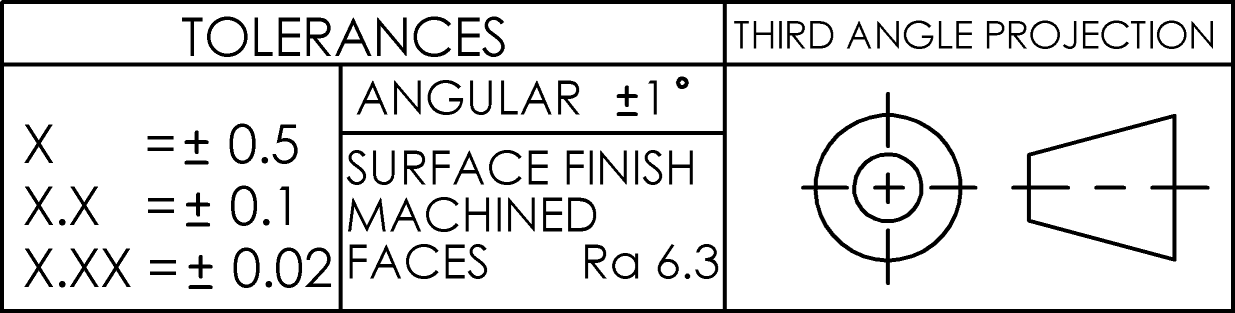 TOLERANCES
THIRD ANGLE PROJECTION
X = ± 0.5
X.X = ± 0.1
X.XX = ± 0.02
ANGULAR ±1°
SURFACE FINISH
MACHINED
FACES Ra 6.3